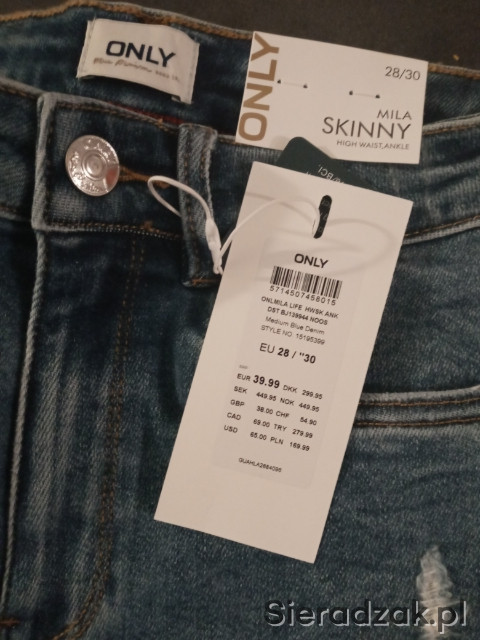 ONLY
ONLY
28/30
MILA
SKINNY
HIGH WAIST, ANKLE
ONLY
5714507458015
ONLMILA LIFE HWSK ANK
DST BJ139944 NOOS
Medium Blue Denim
STYLE NO. 15195399
EU 28 / "30
EUR 39.99 DKK 299.95
SEK 449.95 NOK 449.95
GBP 38.00 CHF 54.90
CAD 69.00 TRY 279.99
USD 65.00 PLN 169.99
Sieradzak.pl